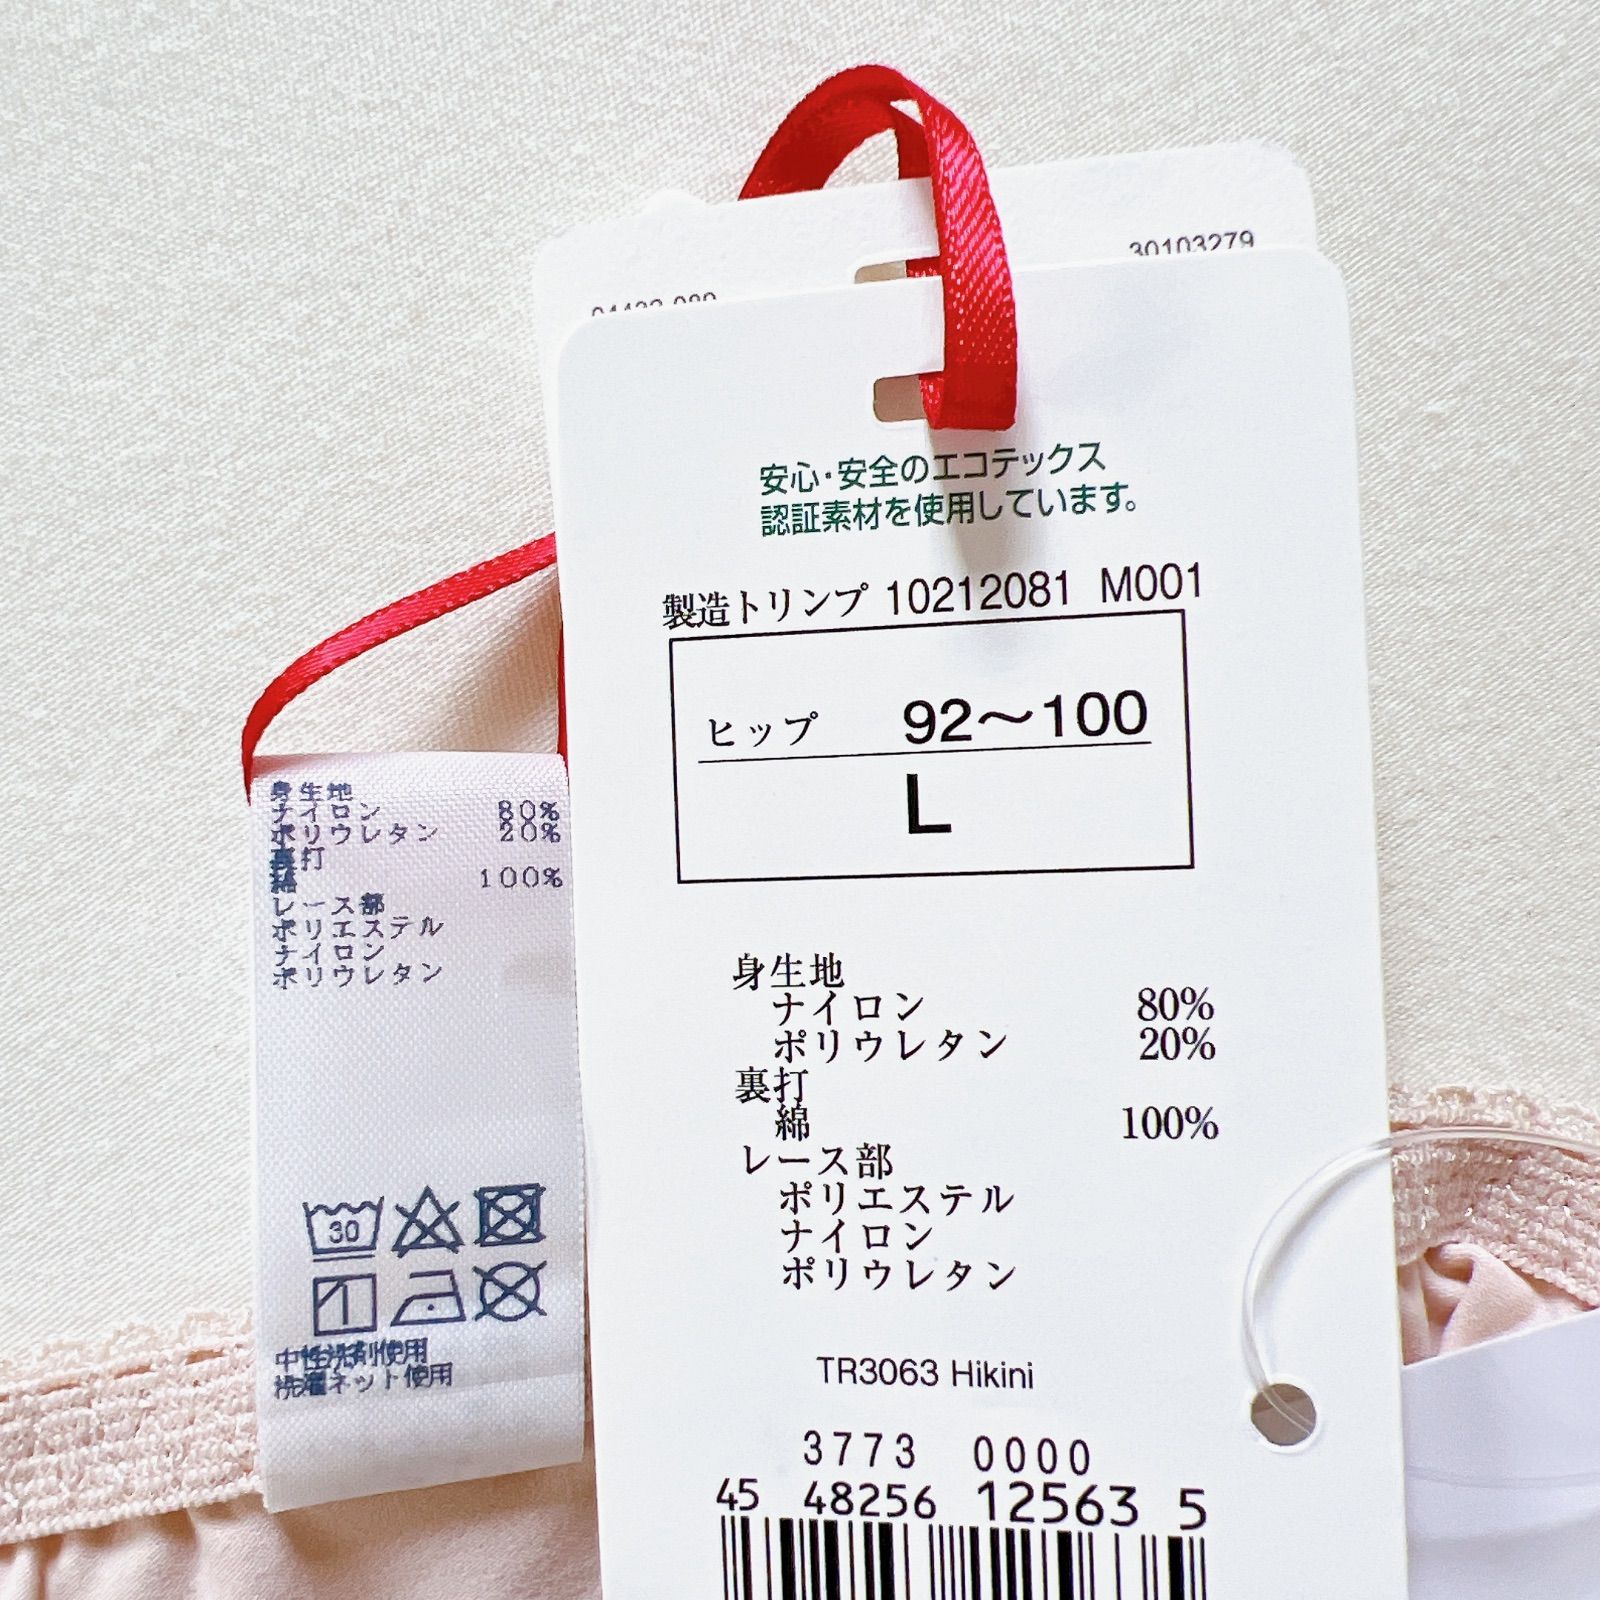 30103279
安心・安全のエコテックス
認証素材を使用しています。
製造トリンプ 10212081 M001
ヒップ 92〜100
L
身生地
ナイロン 80%
ポリウレタン 20%
裏打
綿 100%
レース部
ポリエステル
ナイロン
ポリウレタン
TR3063 Hikini
3773 0000
45 48256 12563 5
身生地
ナイロン 80%
ポリウレタン 20%
裏打
綿 100%
レース部
ポリエステル
ナイロン
ポリウレタン
30
中性洗剤使用
洗濯ネット使用